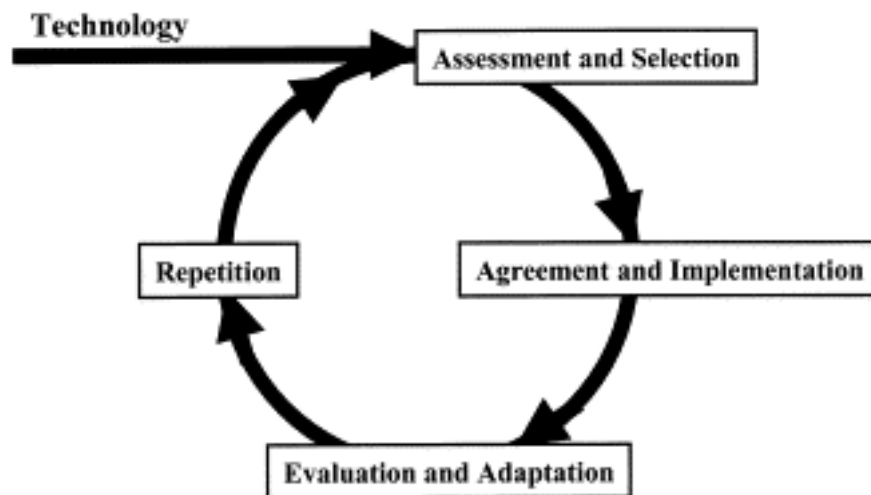 Technology
Assessment and Selection
Repetition
Agreement and Implementation
Evaluation and Adaptation